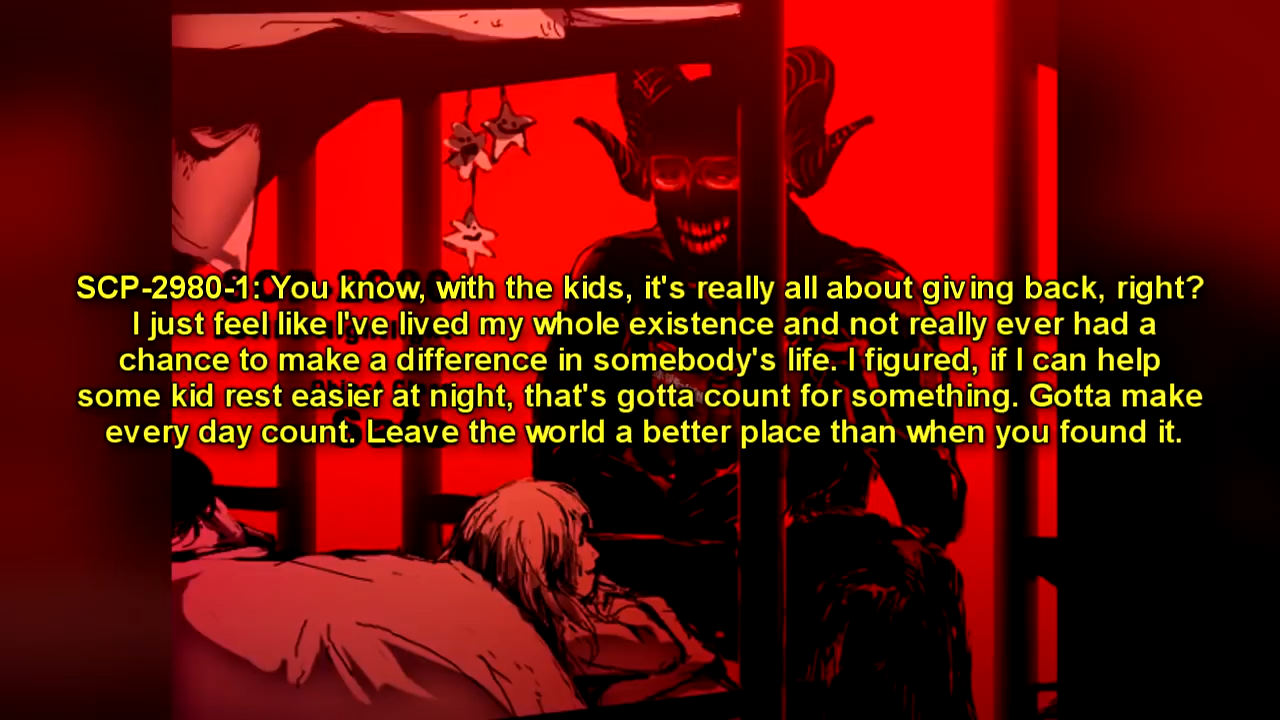 SCP-2980-1: You know, with the kids, it's really all about giving back, right?
I just feel like I've lived my whole existence and not really ever had a
chance to make a difference in somebody's life. I figured, if I can help
some kid rest easier at night, that's gotta count for something. Gotta make
every day count. Leave the world a better place than when you found it.